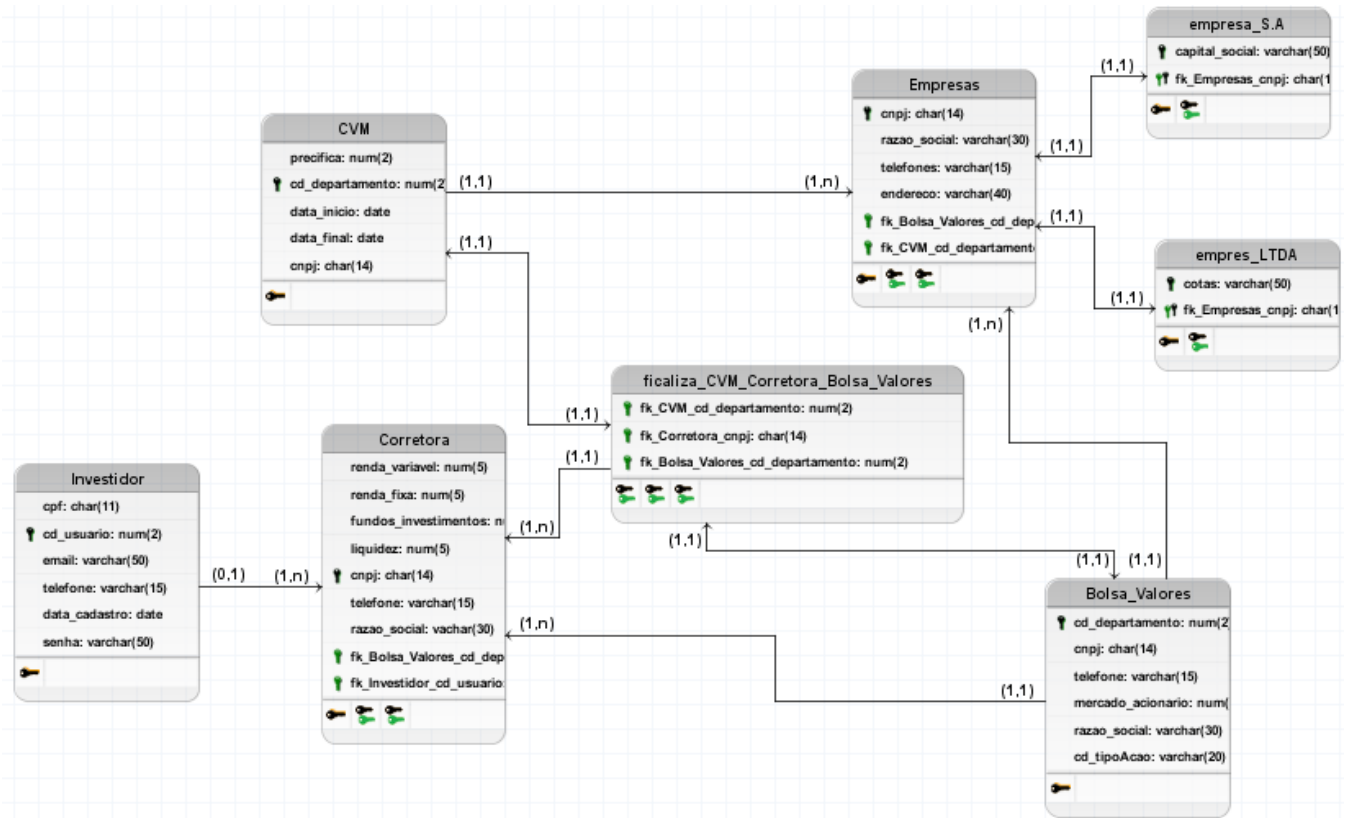 empresa_S.A
capital_social: varchar(50)
fk_Empresas_cnpj: char(1
(1,1)
(1,1)
Empresas
cnpj: char(14)
razao_social: varchar(30)
telefones: varchar(15)
endereco: varchar(40)
fk_Bolsa_Valores_cd_dep
fk_CVM_cd_departament
CVM
precifica: num(2)
cd_departamento: num(2
data_inicio: date
data_final: date
cnpj: char(14)
(1,1)
(1,n)
(1,1)
(1,1)
(1,1)
empres_LTDA
cotas: varchar(50)
fk_Empresas_cnpj: char(1
(1,n)
ficaliza_CVM_Corretora_Bolsa_Valores
fk_CVM_cd_departamento: num(2)
fk_Corretora_cnpj: char(14)
fk_Bolsa_Valores_cd_departamento: num(2)
(1,1)
(1,1)
(1,n)
(1,1)
(1,1)
(1,1)
Corretora
renda_variavel: num(5)
renda_fixa: num(5)
fundos_investimentos: n
liquidez: num(5)
cnpj: char(14)
telefone: varchar(15)
razao_social: vachar(30)
fk_Bolsa_Valores_cd_dep
fk_Investidor_cd_usuario:
Investidor
cpf: char(11)
cd_usuario: num(2)
email: varchar(50)
telefone: varchar(15)
data_cadastro: date
senha: varchar(50)
(0,1)
(1,n)
(1,n)
(1,1)
Bolsa_Valores
cd_departamento: num(2
cnpj: char(14)
telefone: varchar(15)
mercado_acionario: num(
razao_social: varchar(30)
cd_tipoAcao: varchar(20)